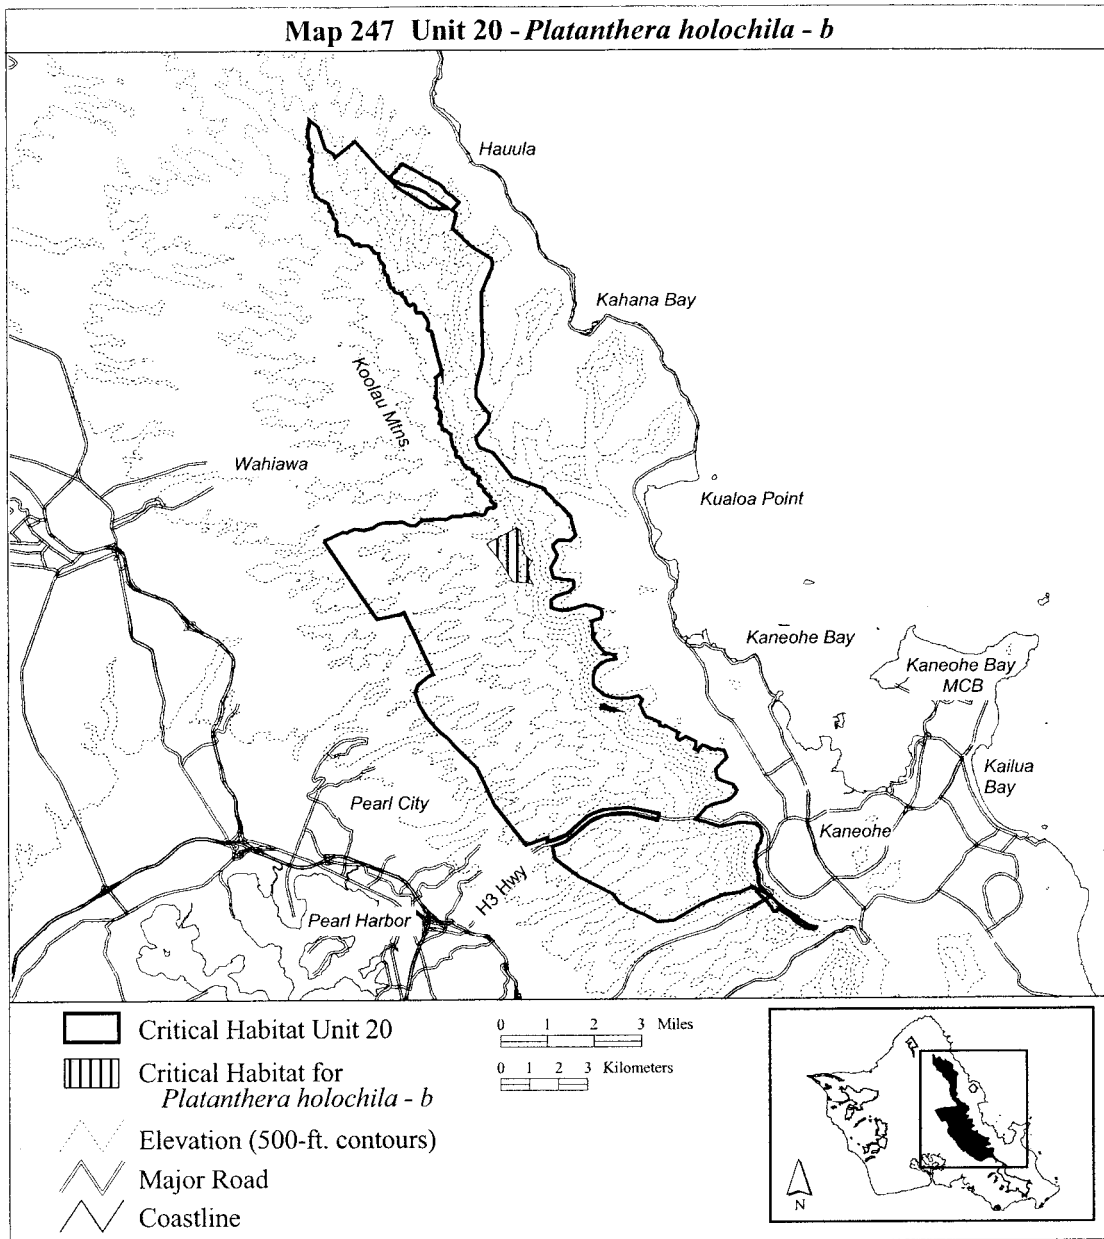 Map 247 Unit 20 - Platanthera holochila - b
Hauula
Kahana Bay
Koolau Mtns.
Wahiawa
Kualoa Point
Kaneohe Bay
Kaneohe Bay
MCB
Kailua
Bay
Pearl City
Kaneohe
H3 Hwy
Pearl Harbor
Critical Habitat Unit 20
Critical Habitat for
Platanthera holochila - b
Elevation (500-ft. contours)
Major Road
Coastline
0 1 2 3 Miles
0 1 2 3 Kilometers
N